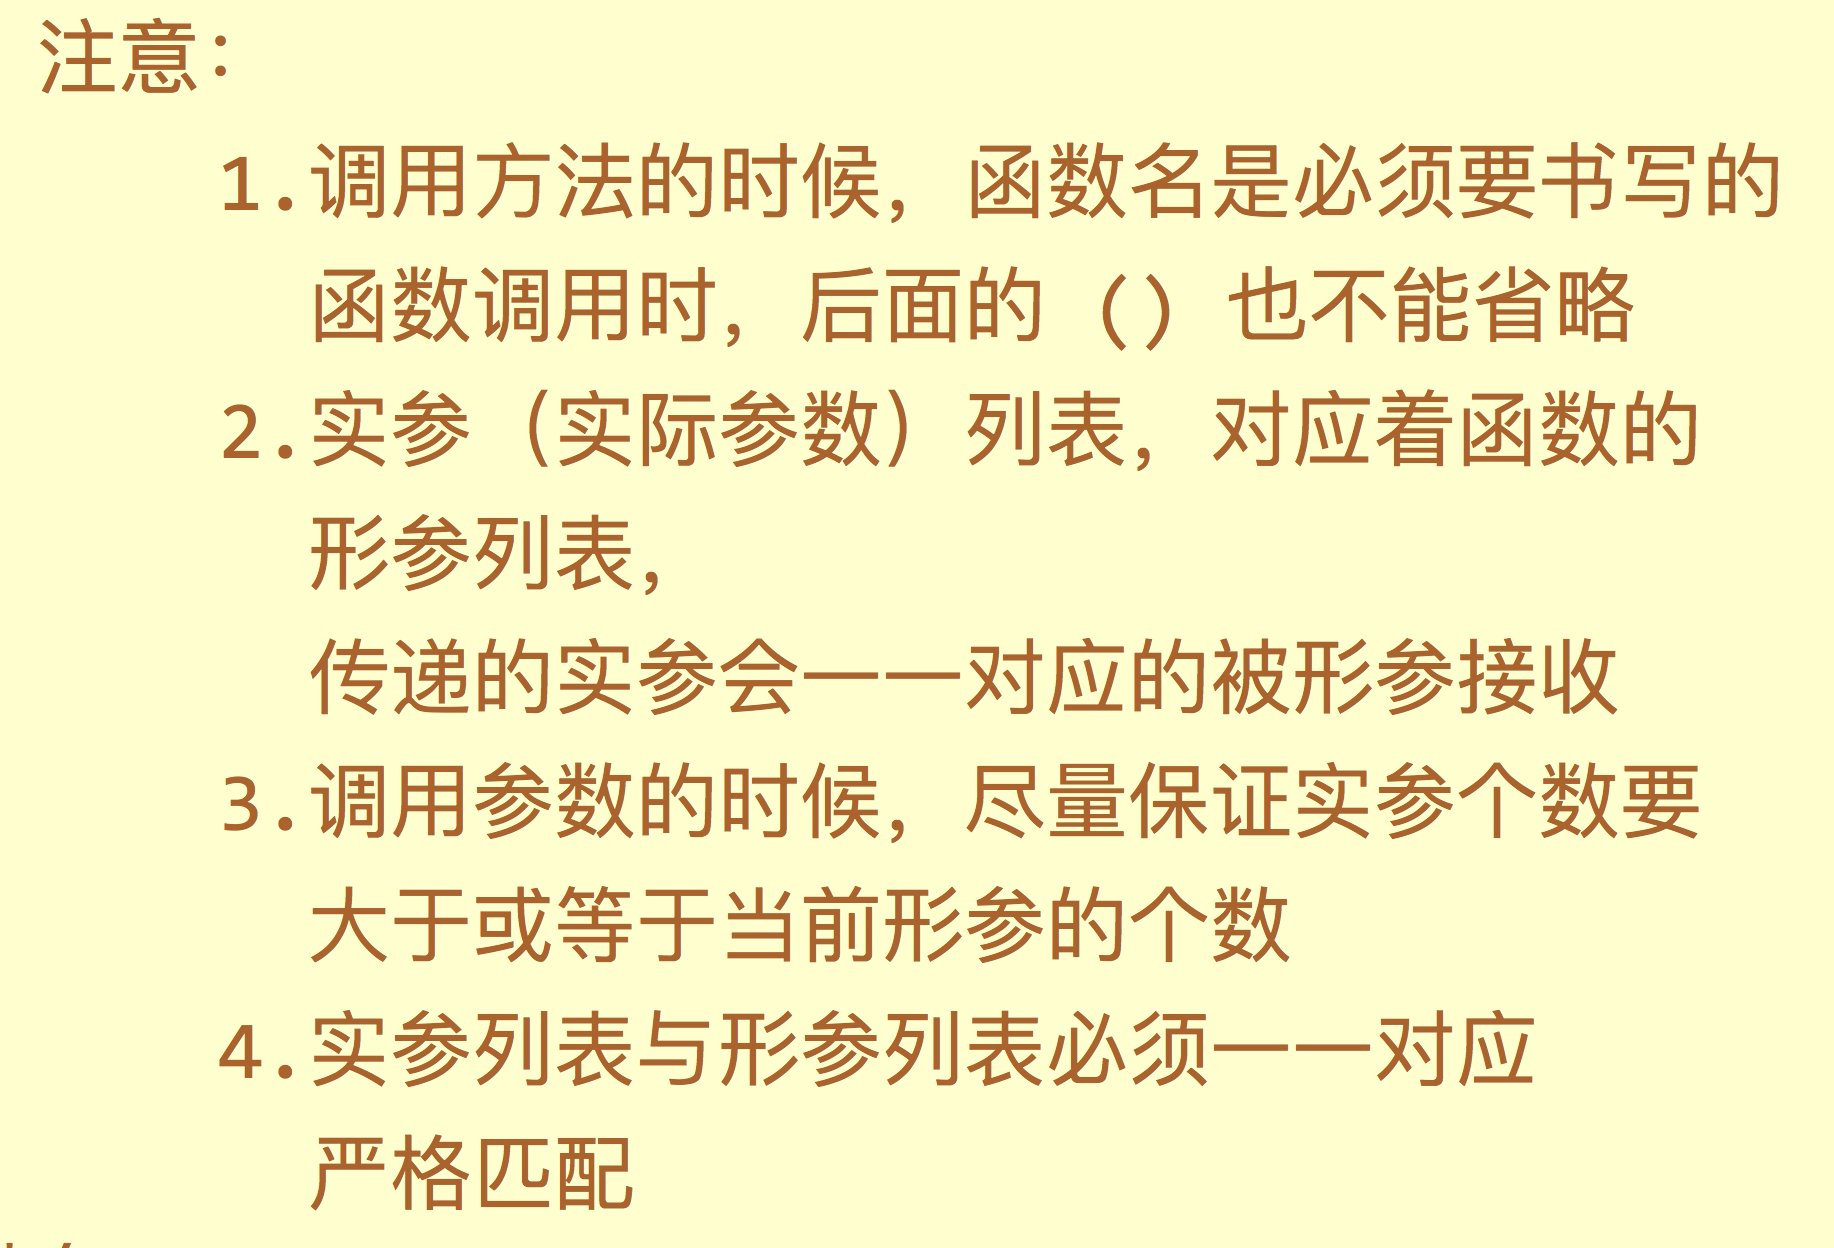 注意：
1.调用方法的时候，函数名是必须要书写的
函数调用时，后面的（）也不能省略
2.实参（实际参数）列表，对应着函数的
形参列表，
传递的实参会一一对应的被形参接收
3.调用参数的时候，尽量保证实参个数要
大于或等于当前形参的个数
4.实参列表与形参列表必须一一对应
严格匹配